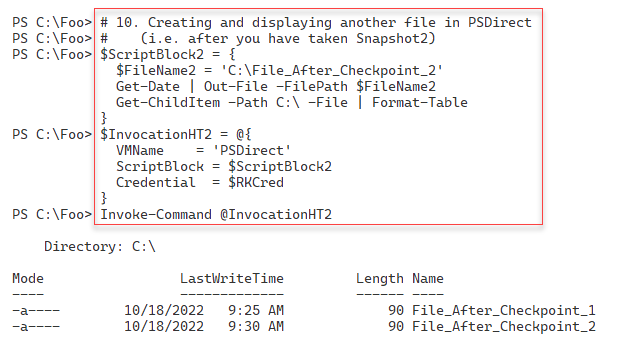 PS C:\Foo> # 10. Creating and displaying another file in PSDirect
PS C:\Foo> #    (i.e. after you have taken Snapshot2)
PS C:\Foo> $ScriptBlock2 = {
             $FileName2 = 'C:\File_After_Checkpoint_2'
             Get-Date | Out-File -FilePath $FileName2
             Get-ChildItem -Path C:\ -File | Format-Table
           }
PS C:\Foo> $InvocationHT2 = @{
             VMName    = 'PSDirect'
             ScriptBlock = $ScriptBlock2
             Credential  = $RKCred
           }
PS C:\Foo> Invoke-Command @InvocationHT2
    Directory: C:\
Mode                 LastWriteTime         Length Name
----                 -------------         ------ ----
-a----        10/18/2022   9:25 AM             90 File_After_Checkpoint_1
-a----        10/18/2022   9:30 AM             90 File_After_Checkpoint_2